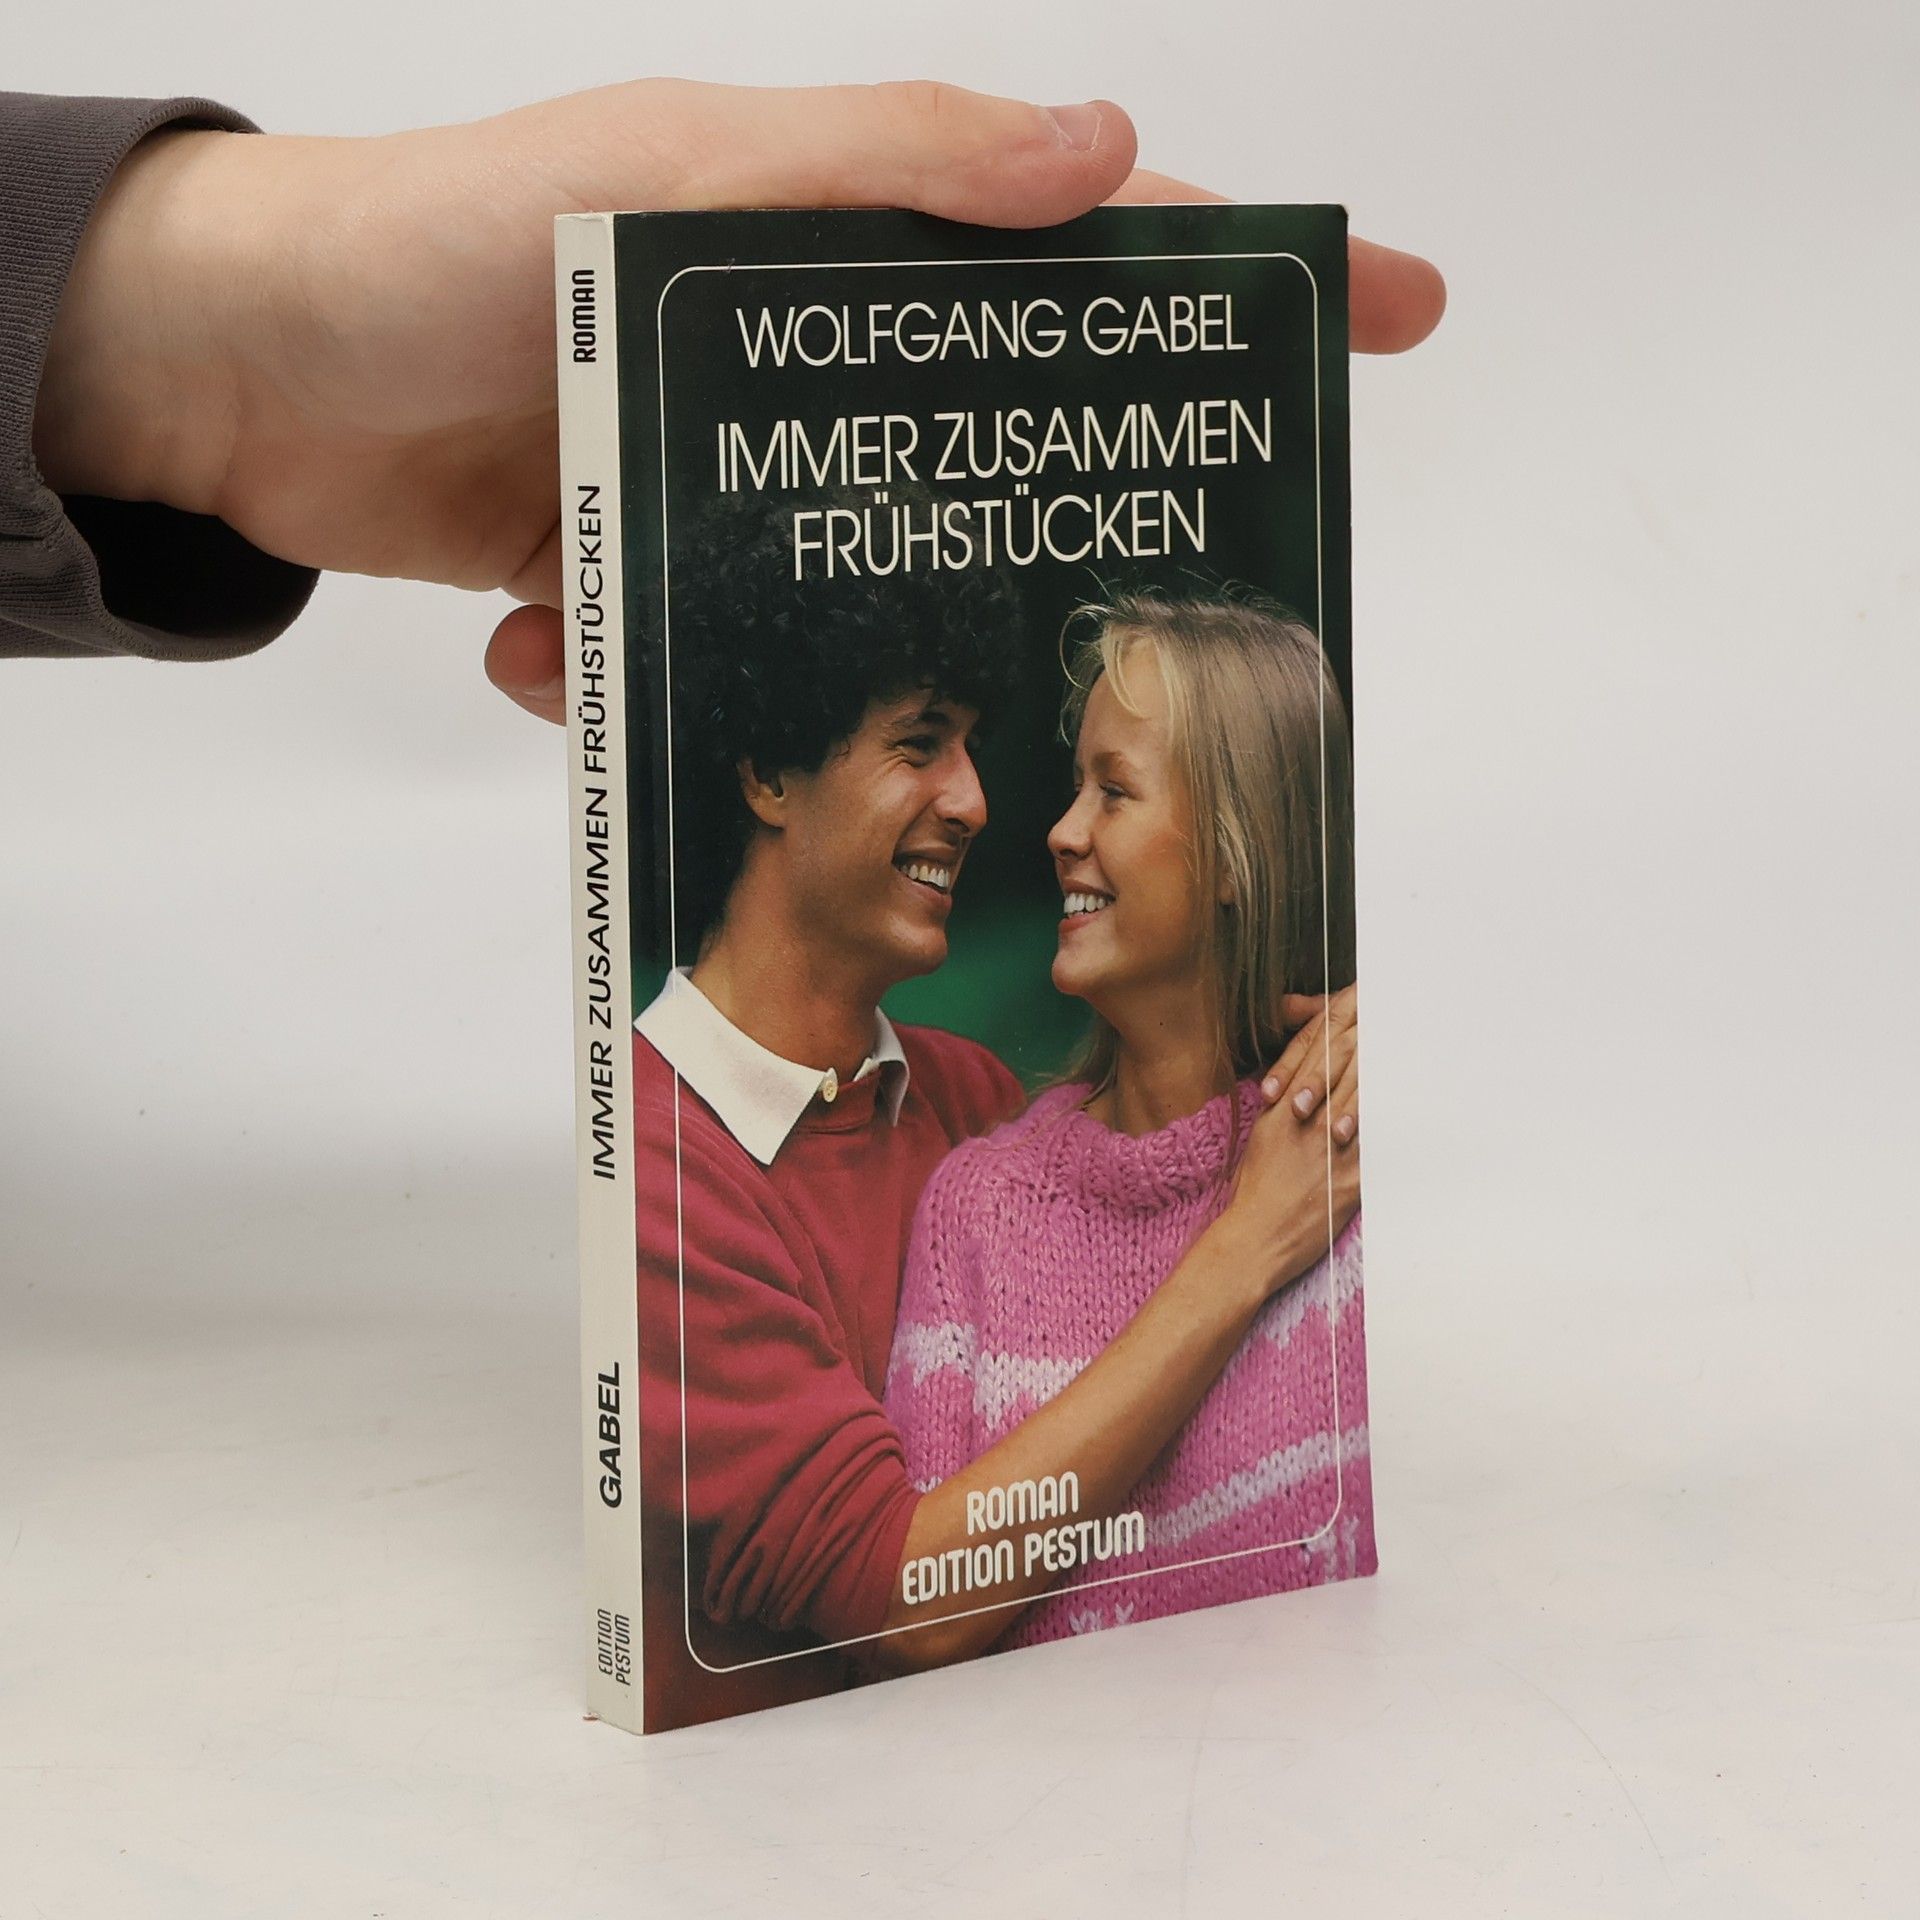 WOLFGANG GABEL
IMMER ZUSAMMEN
FRÜHSTÜCKEN
ROMAN
EDITION PESTUM
ROMAN
IMMER ZUSAMMEN FRÜHSTÜCKEN
GABEL
EDITION
PESTUM